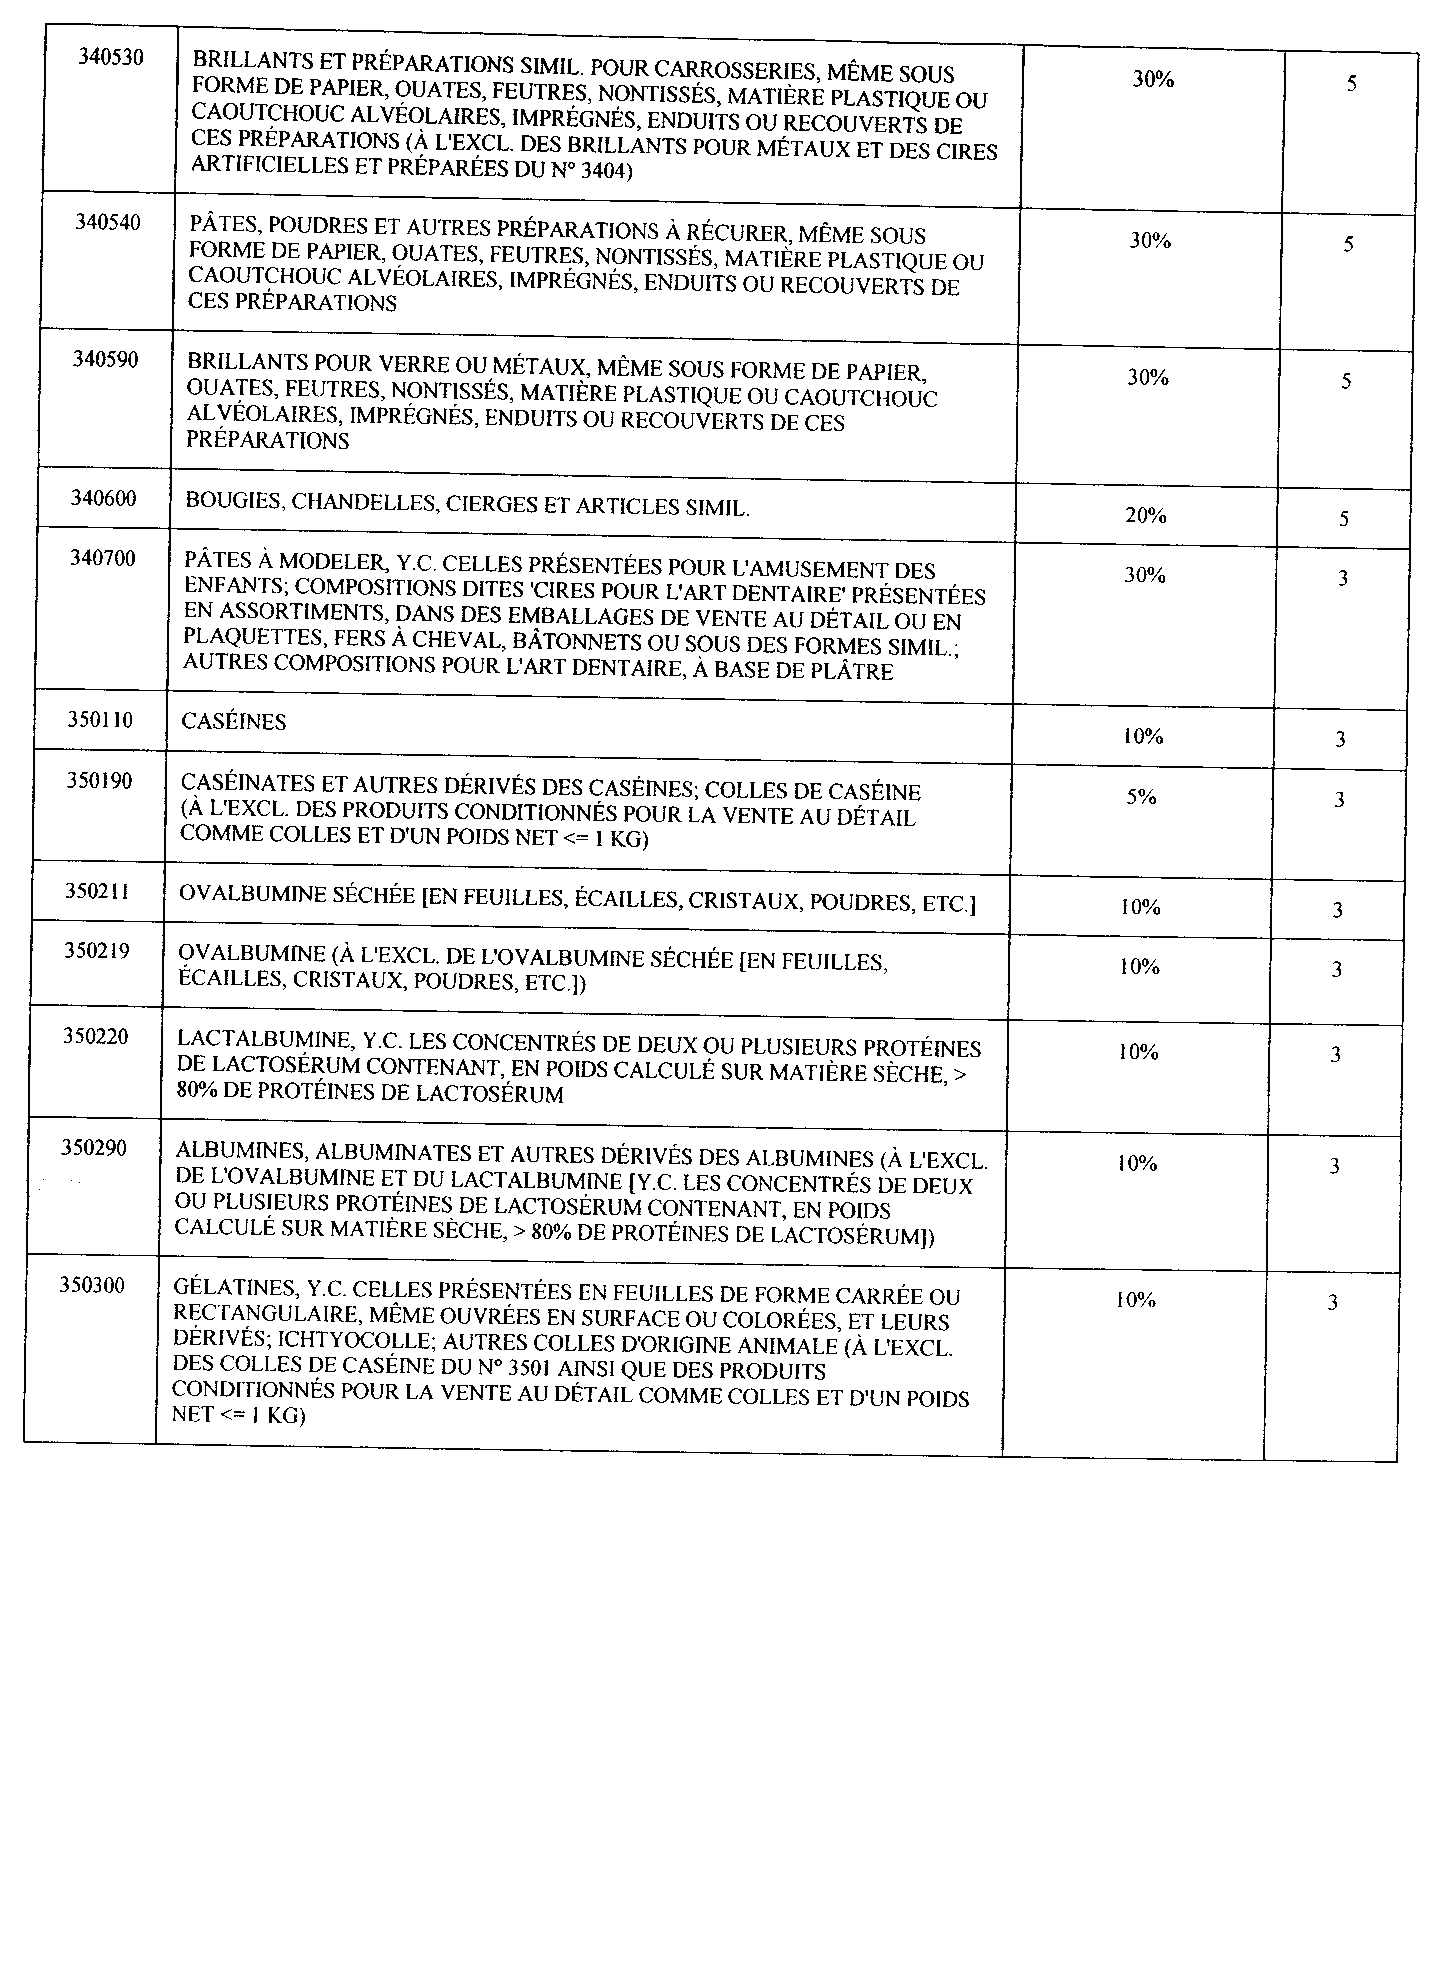 340530
BRILLANTS ET PRÉPARATIONS SIMIL. POUR CARROSSERIES, MÊME SOUS
FORME DE PAPIER, OUATES, FEUTRES, NONTISSÉS, MATIÈRE PLASTIQUE OU
CAOUTCHOUC ALVÉOLAIRES, IMPRÉGNÉS, ENDUITS OU RECOUVERTS DE
CES PRÉPARATIONS (À L'EXCL. DES BRILLANTS POUR MÉTAUX ET DES CIRES
ARTIFICIELLES ET PRÉPARÉES DU N° 3404)
30%
5
340540
PÂTES, POUDRES ET AUTRES PRÉPARATIONS À RÉCURER, MÊME SOUS
FORME DE PAPIER, OUATES, FEUTRES, NONTISSÉS, MATIÈRE PLASTIQUE OU
CAOUTCHOUC ALVÉOLAIRES, IMPRÉGNÉS, ENDUITS OU RECOUVERTS DE
CES PRÉPARATIONS
30%
5
340590
BRILLANTS POUR VERRE OU MÉTAUX, MÊME SOUS FORME DE PAPIER,
OUATES, FEUTRES, NONTISSÉS, MATIÈRE PLASTIQUE OU CAOUTCHOUC
ALVÉOLAIRES, IMPRÉGNÉS, ENDUITS OU RECOUVERTS DE CES
PRÉPARATIONS
30%
5
340600
BOUGIES, CHANDELLES, CIERGES ET ARTICLES SIMIL.
20%
5
340700
PÂTES À MODELER, Y.C. CELLES PRÉSENTÉES POUR L'AMUSEMENT DES
ENFANTS; COMPOSITIONS DITES 'CIRES POUR L'ART DENTAIRE' PRÉSENTÉES
EN ASSORTIMENTS, DANS DES EMBALLAGES DE VENTE AU DÉTAIL OU EN
PLAQUETTES, FERS À CHEVAL, BÂTONNETS OU SOUS DES FORMES SIMIL.;
AUTRES COMPOSITIONS POUR L'ART DENTAIRE, À BASE DE PLÂTRE
30%
3
350110
CASÉINES
10%
3
350190
CASÉINATES ET AUTRES DÉRIVÉS DES CASÉINES; COLLES DE CASÉINE
(À L'EXCL. DES PRODUITS CONDITIONNÉS POUR LA VENTE AU DÉTAIL
COMME COLLES ET D'UN POIDS NET <= 1 KG)
5%
3
350211
OVALBUMINE SÉCHÉE [EN FEUILLES, ÉCAILLES, CRISTAUX, POUDRES, ETC.]
10%
3
350219
OVALBUMINE (À L'EXCL. DE L'OVALBUMINE SÉCHÉE [EN FEUILLES,
ÉCAILLES, CRISTAUX, POUDRES, ETC.])
10%
3
350220
LACTALBUMINE, Y.C. LES CONCENTRÉS DE DEUX OU PLUSIEURS PROTÉINES
DE LACTOSÉRUM CONTENANT, EN POIDS CALCULÉ SUR MATIÈRE SÈCHE, >
80% DE PROTÉINES DE LACTOSÉRUM
10%
3
350290
ALBUMINES, ALBUMINATES ET AUTRES DÉRIVÉS DES ALBUMINES (À L'EXCL.
DE L'OVALBUMINE ET DU LACTALBUMINE [Y.C. LES CONCENTRÉS DE DEUX
OU PLUSIEURS PROTÉINES DE LACTOSÉRUM CONTENANT, EN POIDS
CALCULÉ SUR MATIÈRE SÈCHE, > 80% DE PROTÉINES DE LACTOSÉRUM])
10%
3
350300
GÉLATINES, Y.C. CELLES PRÉSENTÉES EN FEUILLES DE FORME CARRÉE OU
RECTANGULAIRE, MÊME OUVRÉES EN SURFACE OU COLORÉES, ET LEURS
DÉRIVÉS; ICHTYOCOLLE; AUTRES COLLES D'ORIGINE ANIMALE (À L'EXCL.
DES COLLES DE CASÉINE DU N° 3501 AINSI QUE DES PRODUITS
CONDITIONNÉS POUR LA VENTE AU DÉTAIL COMME COLLES ET D'UN POIDS
NET <= 1 KG)
10%
3